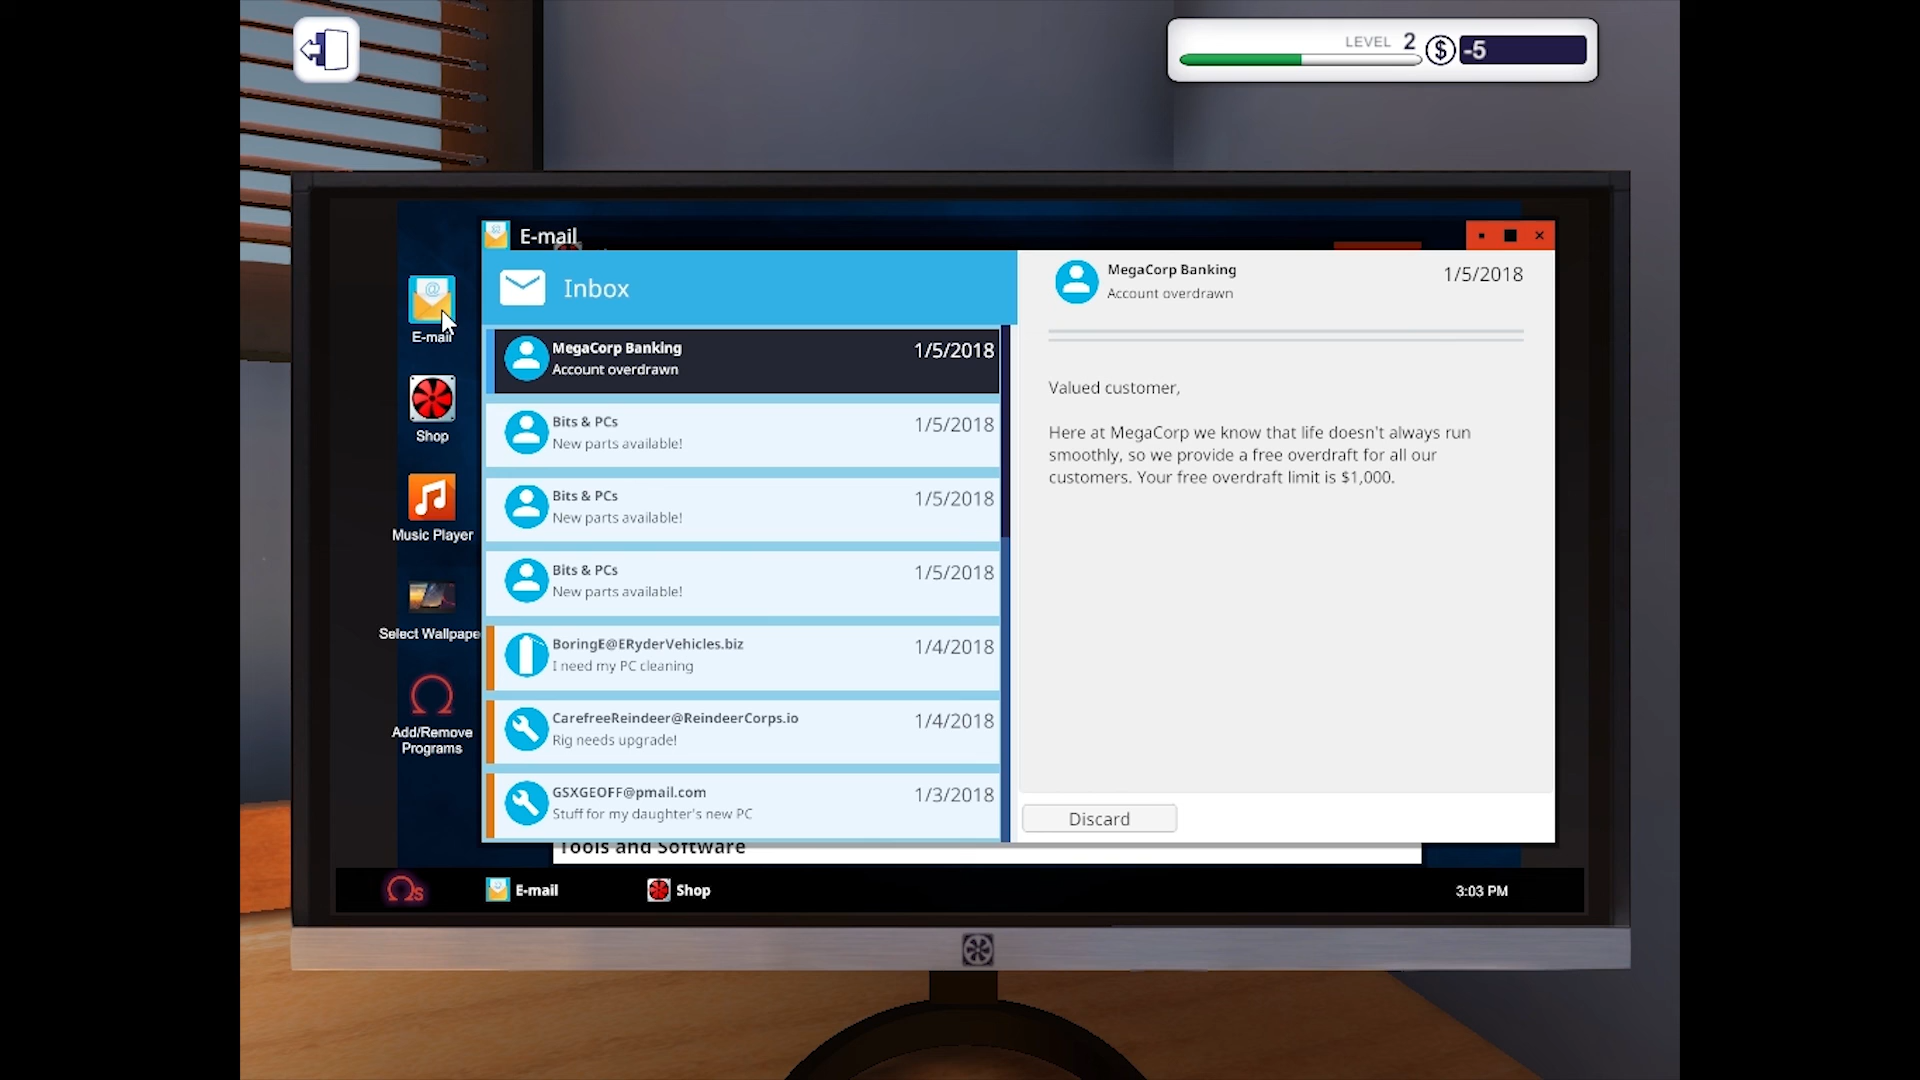 LEVEL 2
$ -5
E-mail
Inbox
MegaCorp Banking
1/5/2018
Account overdrawn
Bits & PCs
1/5/2018
New parts available!
Bits & PCs
1/5/2018
New parts available!
Bits & PCs
1/5/2018
New parts available!
BoringE@ERyderVehicles.biz
1/4/2018
I need my PC cleaning
CarefreeReindeer@ReindeerCorps.io
1/4/2018
Rig needs upgrade!
GSXGEOFF@pmail.com
1/3/2018
Stuff for my daughter's new PC
MegaCorp Banking
1/5/2018
Account overdrawn
Valued customer,
Here at MegaCorp we know that life doesn't always run
smoothly, so we provide a free overdraft for all our
customers. Your free overdraft limit is $1,000.
Discard
E-mail
Shop
Music Player
Select Wallpape
Add/Remove
Programs
Tools and Software
Ωs
E-mail
Shop
3:03 PM